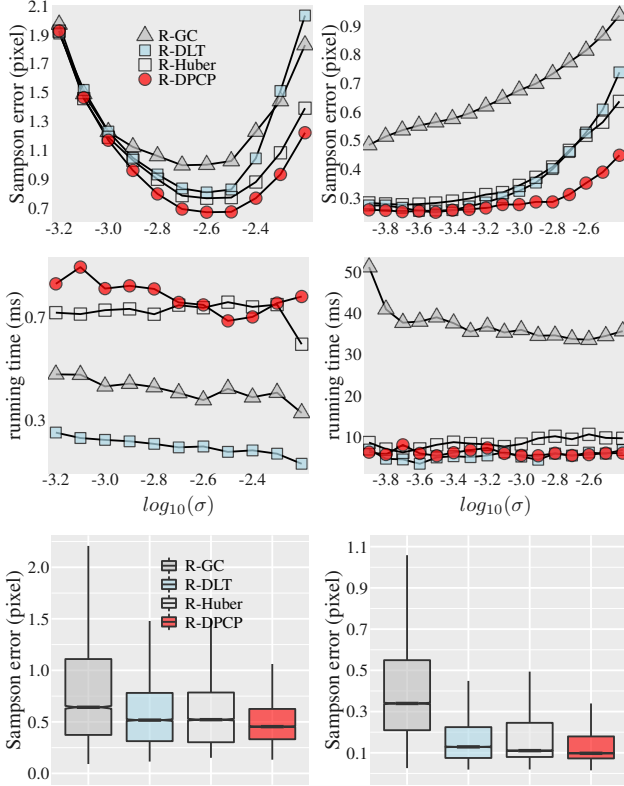 Sampson error (pixel)
2.1
1.9
1.7
1.5
1.3
1.1
0.9
0.7
-3.2 -3.0 -2.8 -2.6 -2.4
R-GC
R-DLT
R-Huber
R-DPCP
Sampson error (pixel)
0.9
0.8
0.7
0.6
0.5
0.4
0.3
-3.8 -3.6 -3.4 -3.2 -3.0 -2.8 -2.6
running time (ms)
0.7
0.3
-3.2 -3.0 -2.8 -2.6 -2.4
log10(σ)
running time (ms)
50
40
30
20
10
-3.8 -3.6 -3.4 -3.1 -3.0 -2.8 -2.6
log10(σ)
Sampson error (pixel)
2.0
1.5
1.0
0.5
0.0
R-GC
R-DLT
R-Huber
R-DPCP
Sampson error (pixel)
1.1
0.9
0.7
0.5
0.3
0.1